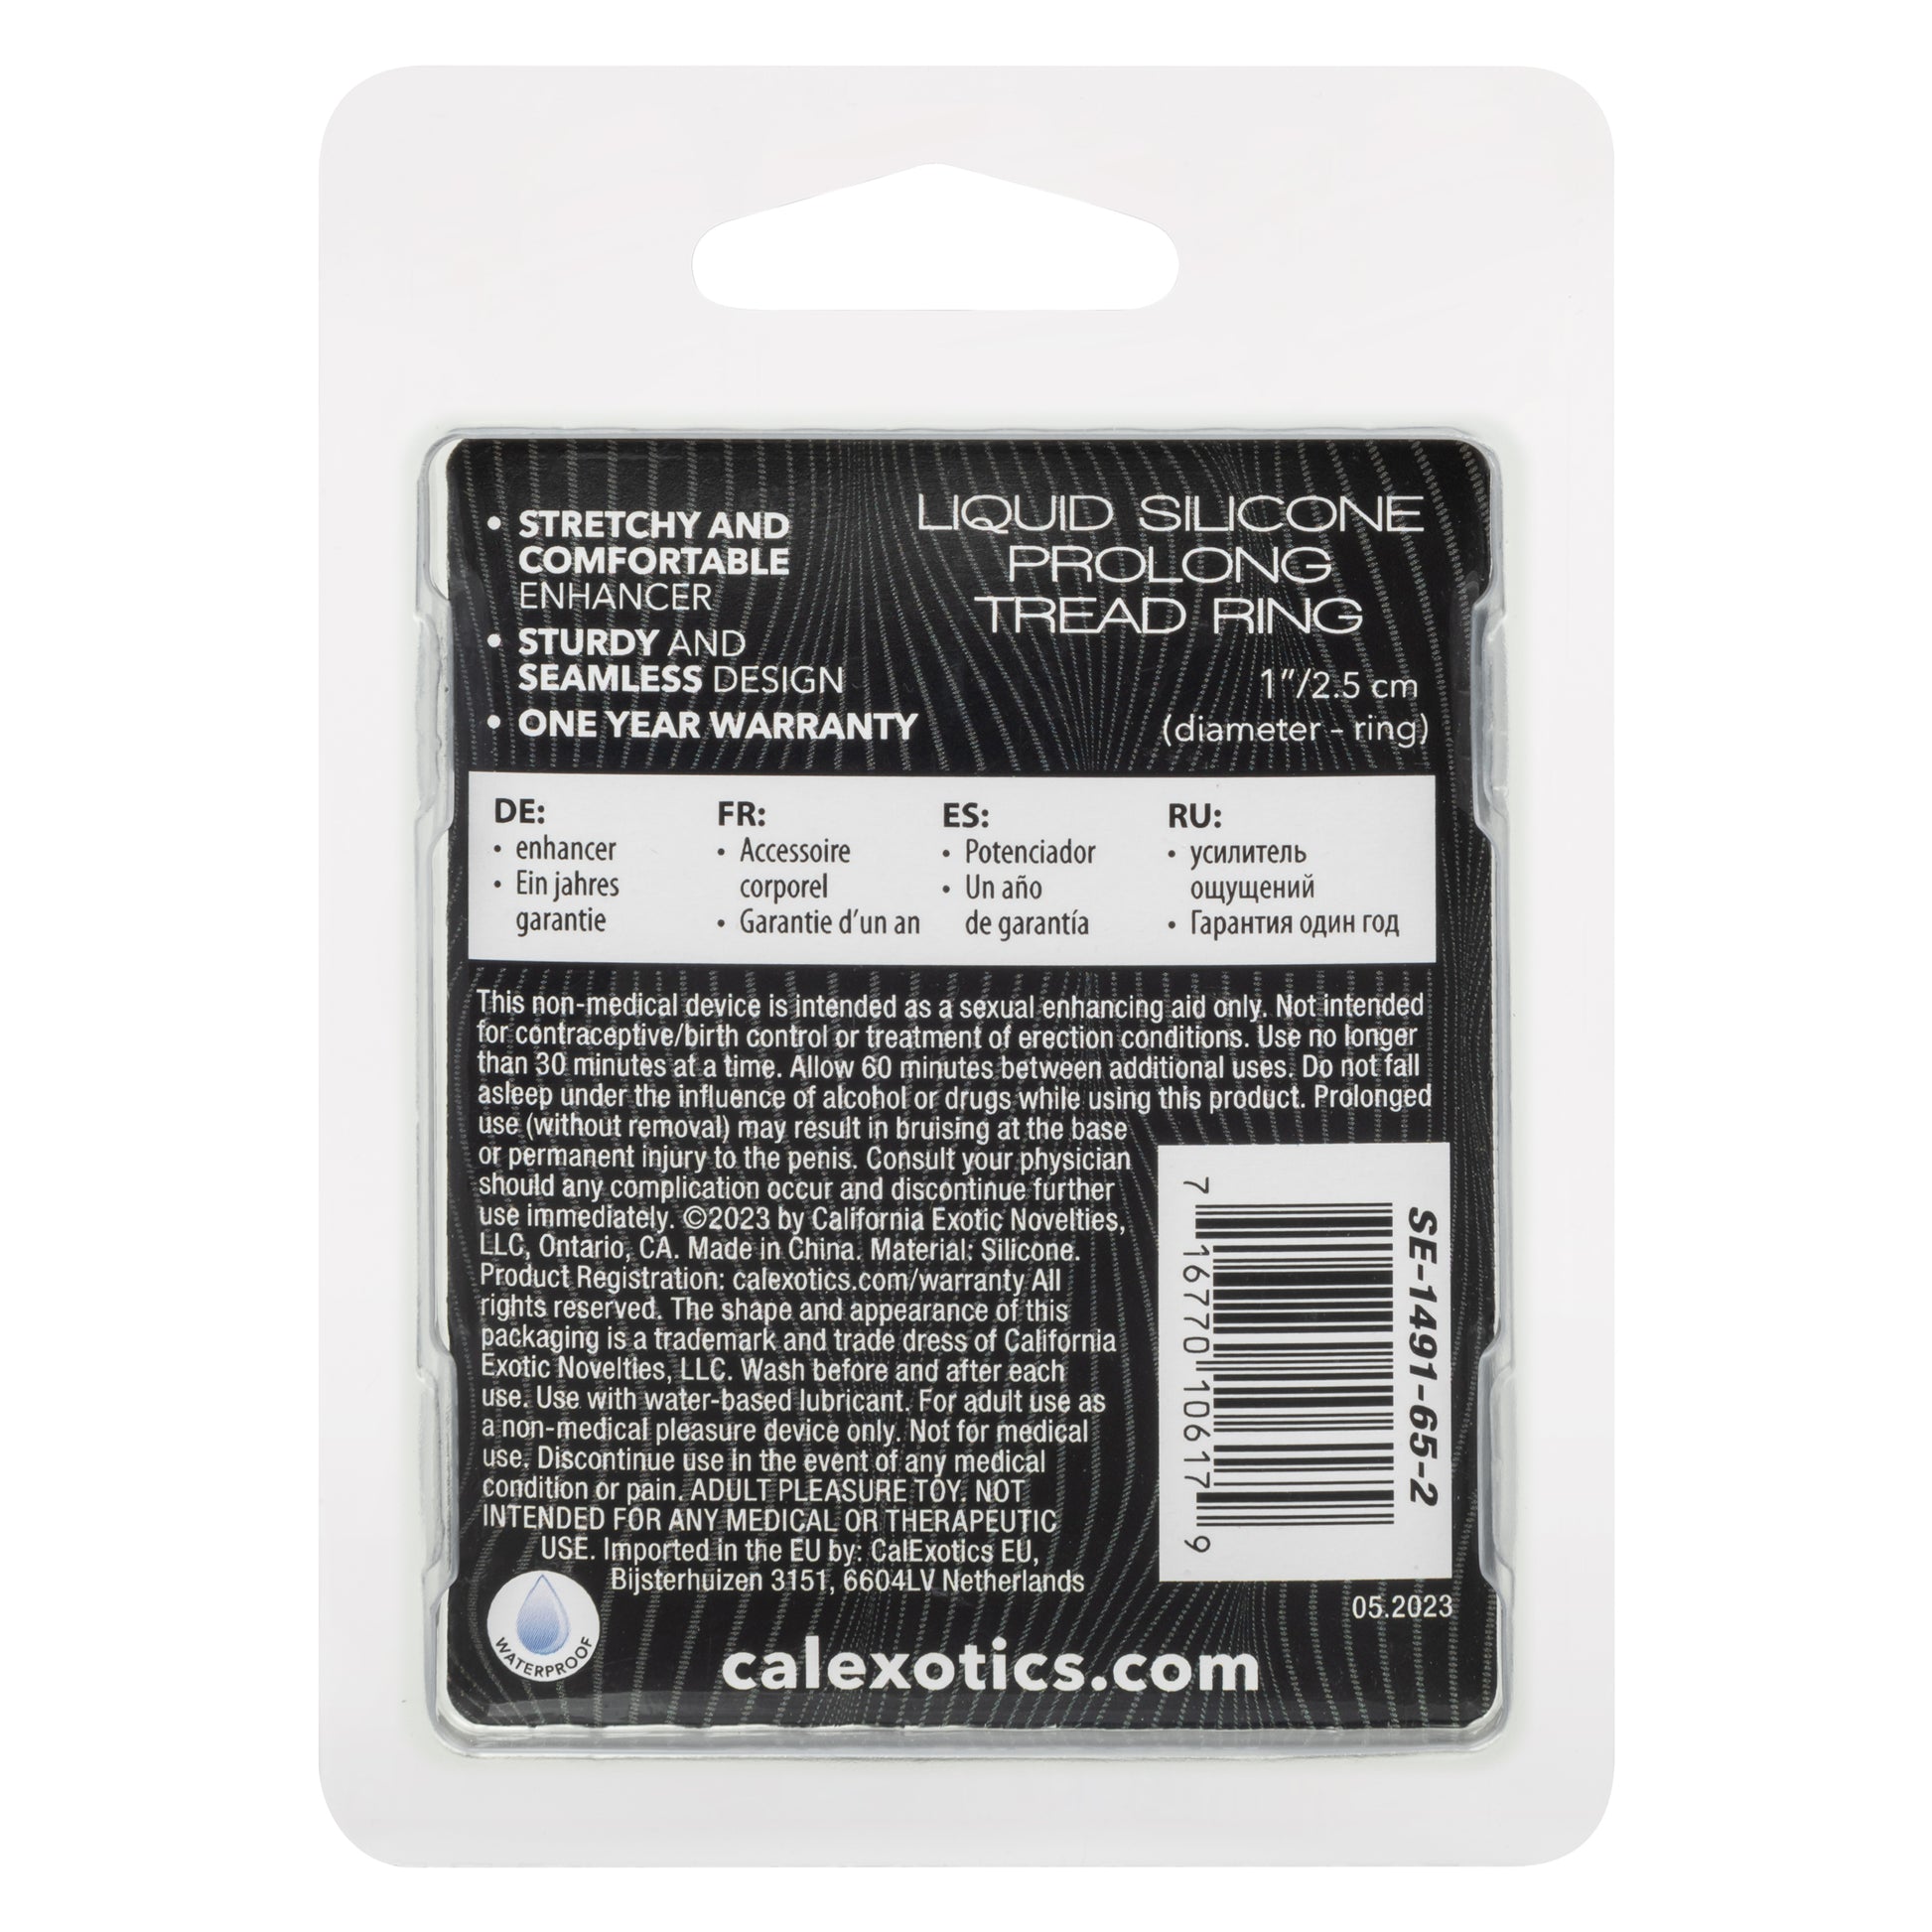 • STRETCHY AND
COMFORTABLE
ENHANCER
• STURDY AND
SEAMLESS DESIGN
• ONE YEAR WARRANTY
LIQUID SILICONE
PROLONG
TREAD RING
1"/2.5 cm
(diameter - ring)
DE:
• enhancer
• Ein jahres
garantie
FR:
• Accessoire
corporel
• Garantie d'un an
ES:
• Potenciador
• Un año
de garantía
RU:
• усилитель
ощущений
• Гарантия один год
This non-medical device is intended as a sexual enhancing aid only. Not intended
for contraceptive/birth control or treatment of erection conditions. Use no longer
than 30 minutes at a time. Allow 60 minutes between additional uses. Do not fall
asleep under the influence of alcohol or drugs while using this product. Prolonged
use (without removal) may result in bruising at the base
or permanent injury to the penis. Consult your physician
should any complication occur and discontinue further
use immediately. ©2023 by California Exotic Novelties,
LLC, Ontario, CA. Made in China. Material: Silicone.
Product Registration: calexotics.com/warranty All
rights reserved. The shape and appearance of this
packaging is a trademark and trade dress of California
Exotic Novelties, LLC. Wash before and after each
use. Use with water-based lubricant. For adult use as
a non-medical pleasure device only. Not for medical
use. Discontinue use in the event of any medical
condition or pain. ADULT PLEASURE TOY. NOT
INTENDED FOR ANY MEDICAL OR THERAPEUTIC
USE. Imported in the EU by: CalExotics EU,
Bijsterhuizen 3151, 6604LV Netherlands
SE-1491-65-2
7 16770 10617 9
05.2023
WATERPROOF
calexotics.com